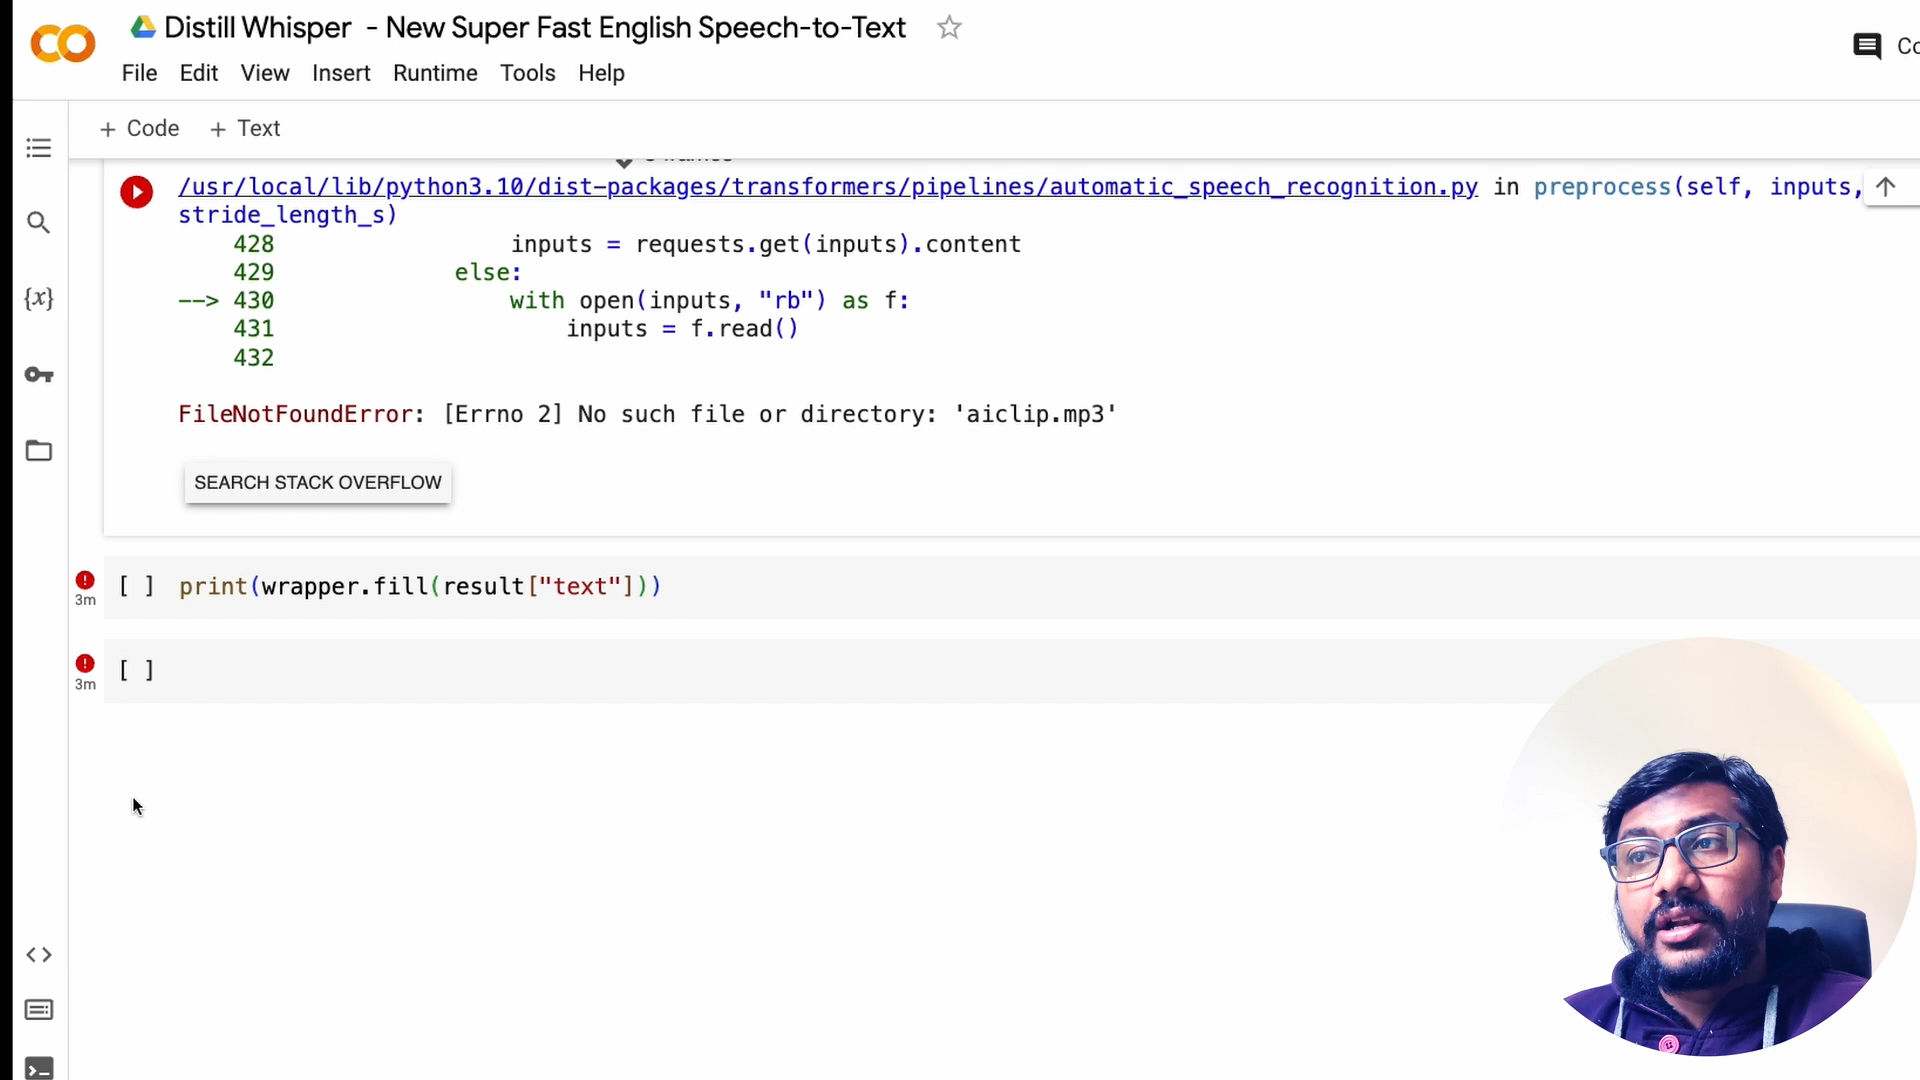 Distill Whisper - New Super Fast English Speech-to-Text
File Edit View Insert Runtime Tools Help
+ Code + Text
/usr/local/lib/python3.10/dist-packages/transformers/pipelines/automatic_speech_recognition.py in preprocess(self, inputs,
stride_length_s)
428 inputs = requests.get(inputs).content
429 else:
--> 430 with open(inputs, "rb") as f:
431 inputs = f.read()
432
FileNotFoundError: [Errno 2] No such file or directory: 'aiclip.mp3'
SEARCH STACK OVERFLOW
3m [ ] print(wrapper.fill(result["text"]))
3m [ ]